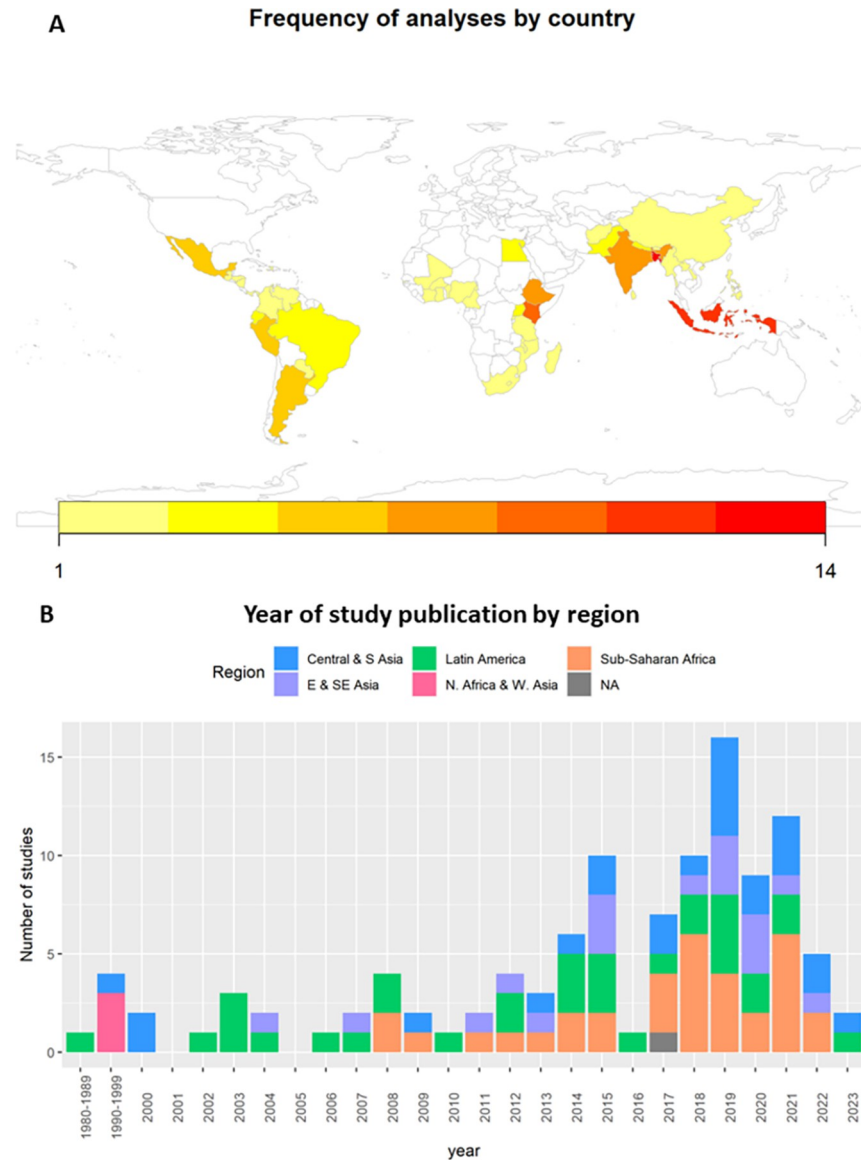 A Frequency of analyses by country
1 14
B Year of study publication by region
Region
Central & S Asia Latin America Sub-Saharan Africa
E & SE Asia N. Africa & W. Asia NA
15
10
5
0
Number of studies
1980-1989 1990-1999 2000 2001 2002 2003 2004 2005 2006 2007 2008 2009 2010 2011 2012 2013 2014 2015 2016 2017 2018 2019 2020 2021 2022 2023
year